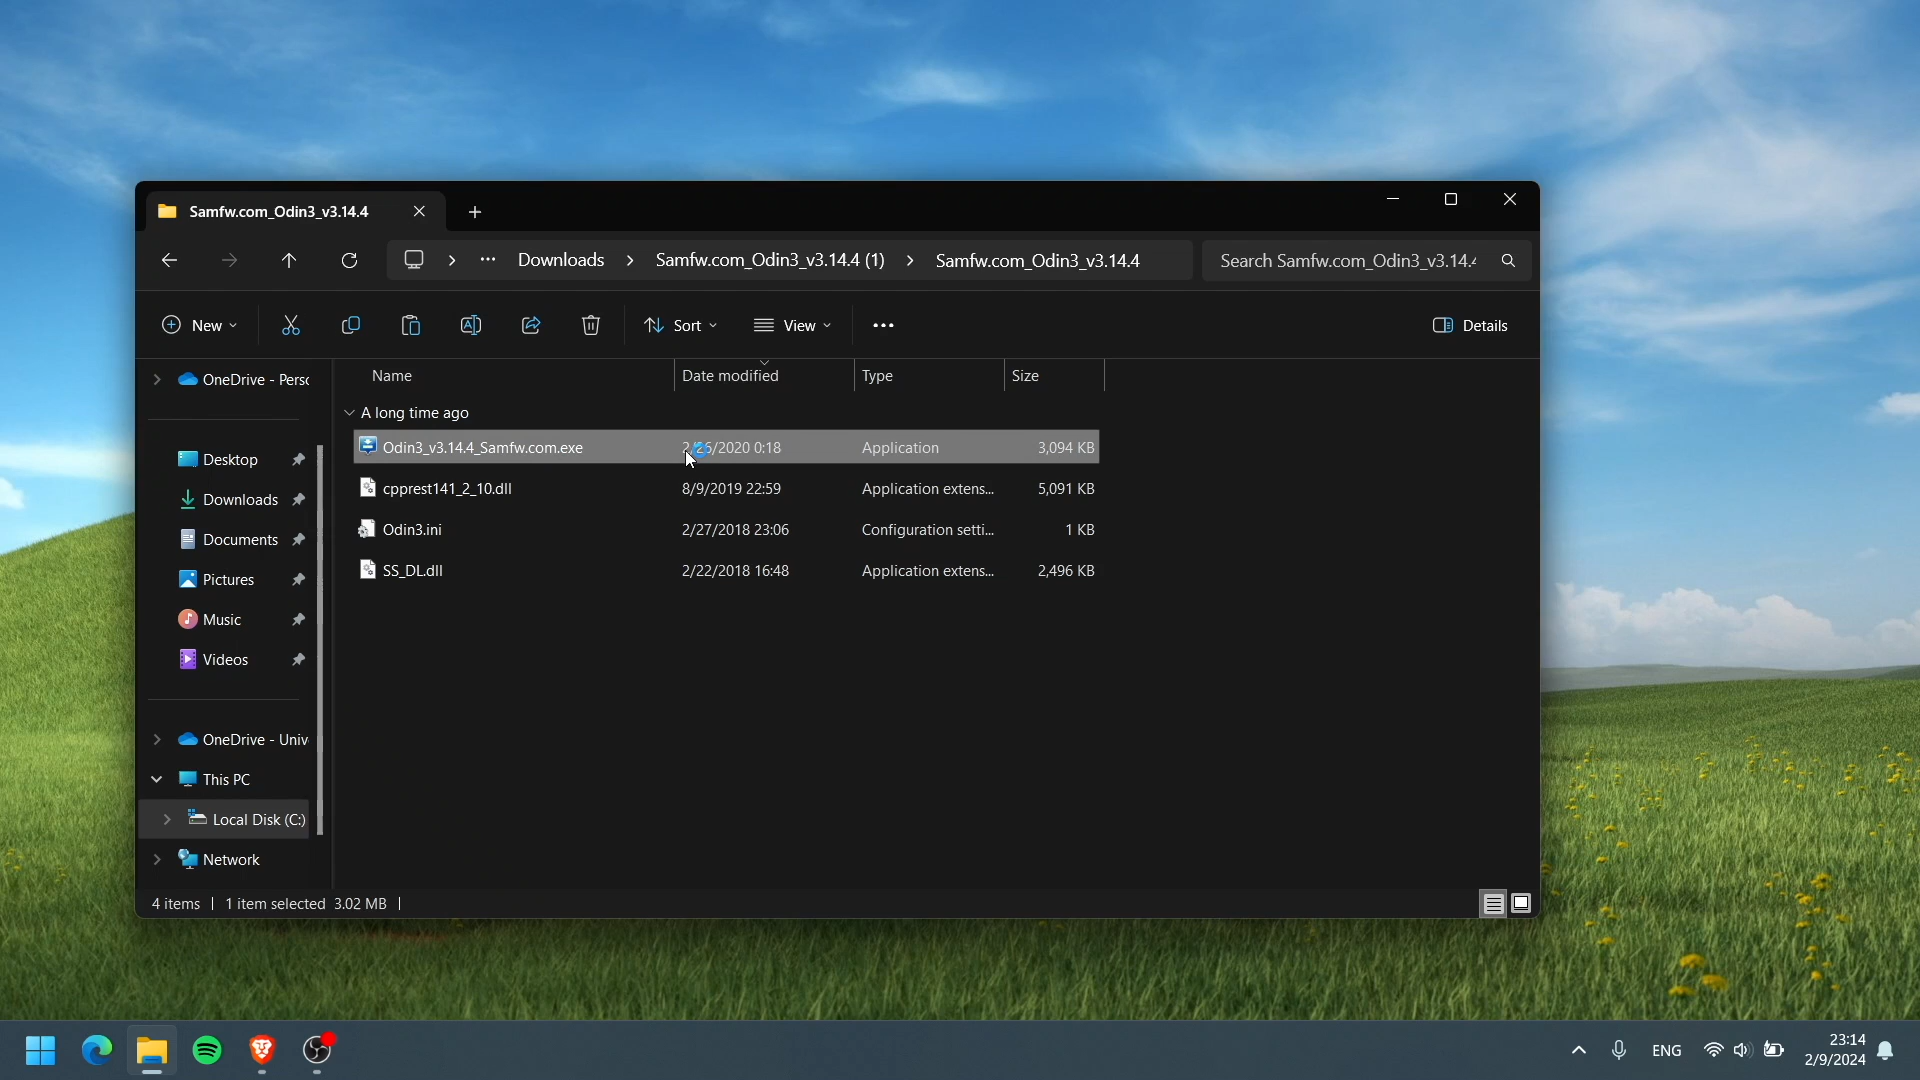 Samfw.com_Odin3_v3.14.4
Downloads Samfw.com_Odin3_v3.14.4 (1) Samfw.com_Odin3_v3.14.4
Search Samfw.com_Odin3_v3.14.4
New
Sort
View
Details
OneDrive - Perso
Desktop
Downloads
Documents
Pictures
Music
Videos
OneDrive - Univ
This PC
Local Disk (C:)
Network
Name Date modified Type Size
A long time ago
Odin3_v3.14.4_Samfw.com.exe 2/26/2020 0:18 Application 3,094 KB
cpprest141_2_10.dll 8/9/2019 22:59 Application extens... 5,091 KB
Odin3.ini 2/27/2018 23:06 Configuration setti... 1 KB
SS_DL.dll 2/22/2018 16:48 Application extens... 2,496 KB
4 items 1 item selected 3.02 MB
ENG
23:14
2/9/2024